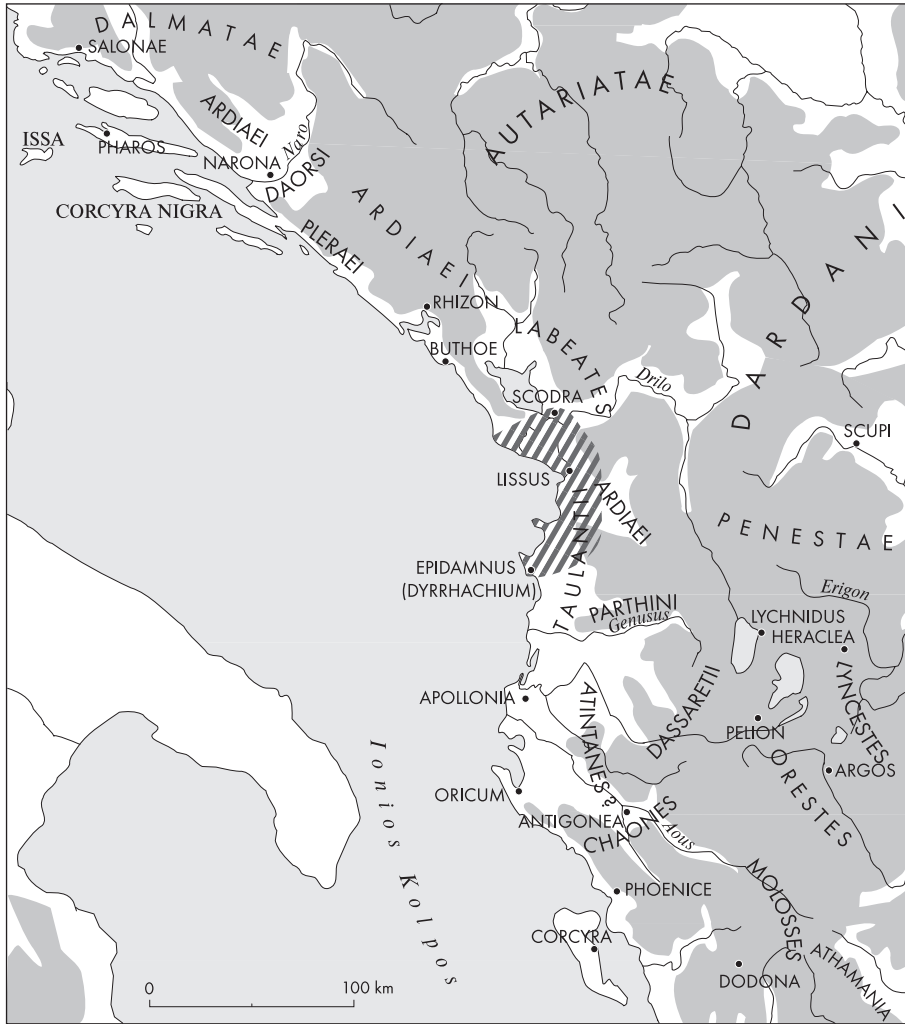 DALMATAE
SALONAE
ARDIAEI
Naro
AUTARIATAE
ISSA
PHAROS
NARONA
DAORSI
CORCYRA NIGRA
ARDIAEI
PLERAEI
DARDANI
RHIZON
LABEATES
BUTHOE
Drilo
SCODRA
SCUPI
LISSUS
ARDIAEI
TAULANTII
PENESTAE
EPIDAMNUS
(DYRRHACHIUM)
Erigon
PARTHINI
Genusus
LYCHNIDUS
HERACLEA
LYNCESTES
APOLLONIA
ATINTANES?
DASSARETII
PELION
Ionios Kolpos
ORESTES
ARGOS
ORICUM
ANTIGONEA
CHAONES
Aous
MOLOSSES
PHOENICE
CORCYRA
DODONA
ATHAMANIA
0 100 km